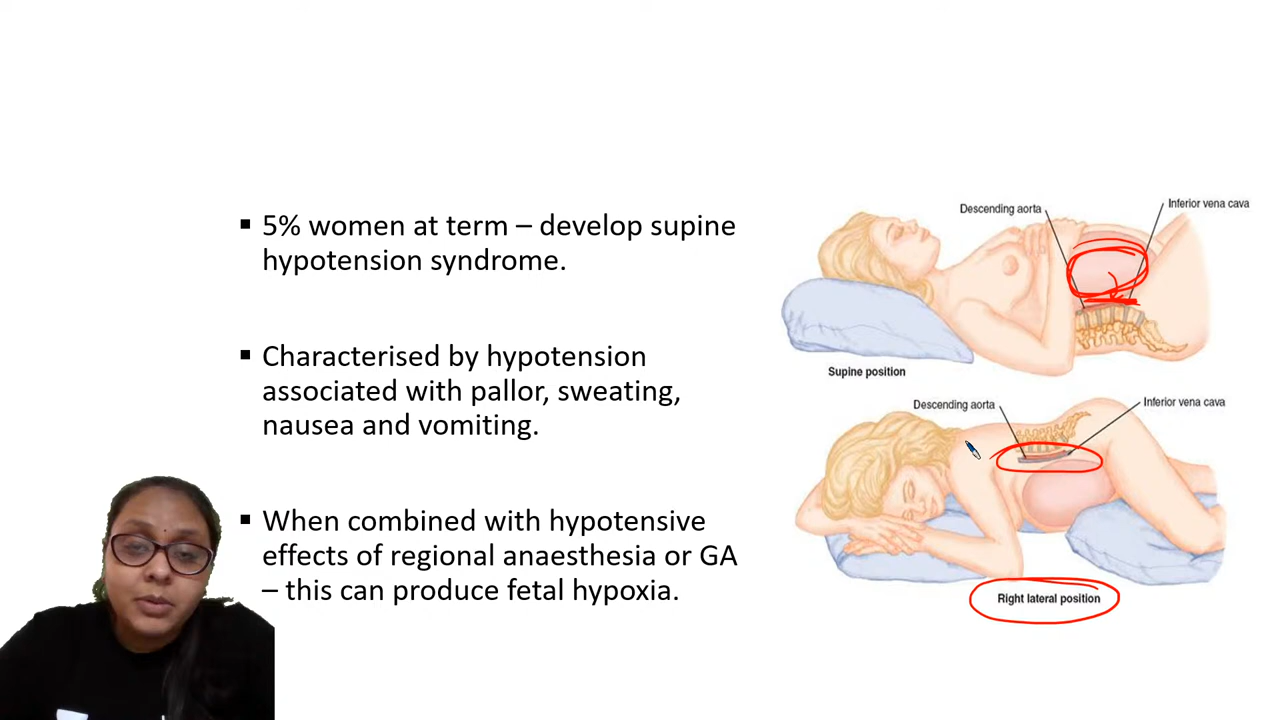 ▪ 5% women at term – develop supine
hypotension syndrome.
▪ Characterised by hypotension
associated with pallor, sweating,
nausea and vomiting.
▪ When combined with hypotensive
effects of regional anaesthesia or GA
– this can produce fetal hypoxia.
Descending aorta
Inferior vena cava
Supine position
Descending aorta
Inferior vena cava
Right lateral position